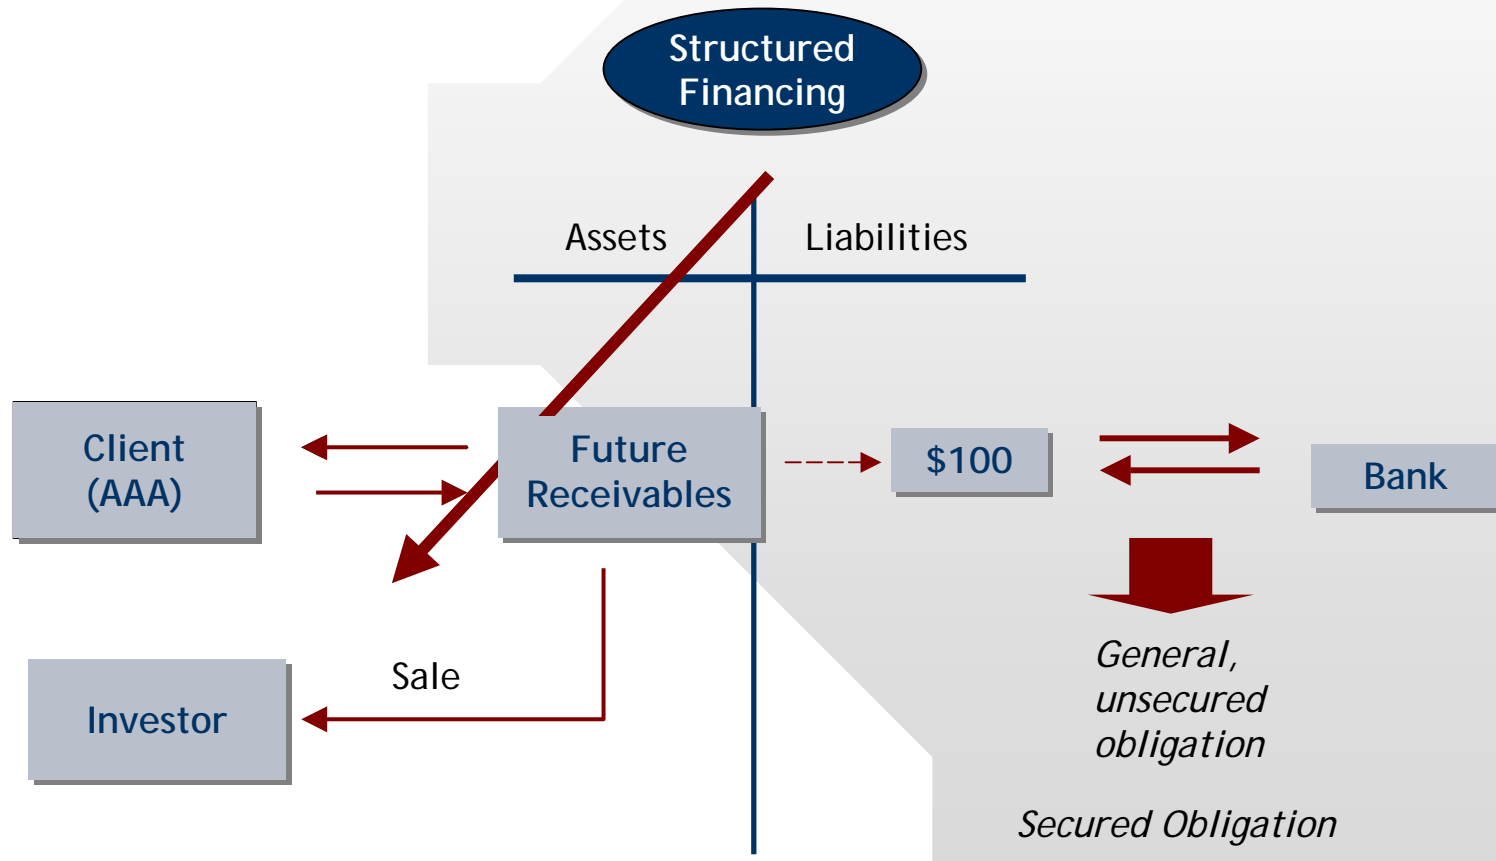 Structured
Financing
Assets
Liabilities
Client
(AAA)
Future
Receivables
$100
Bank
Sale
Investor
General,
unsecured
obligation
Secured Obligation